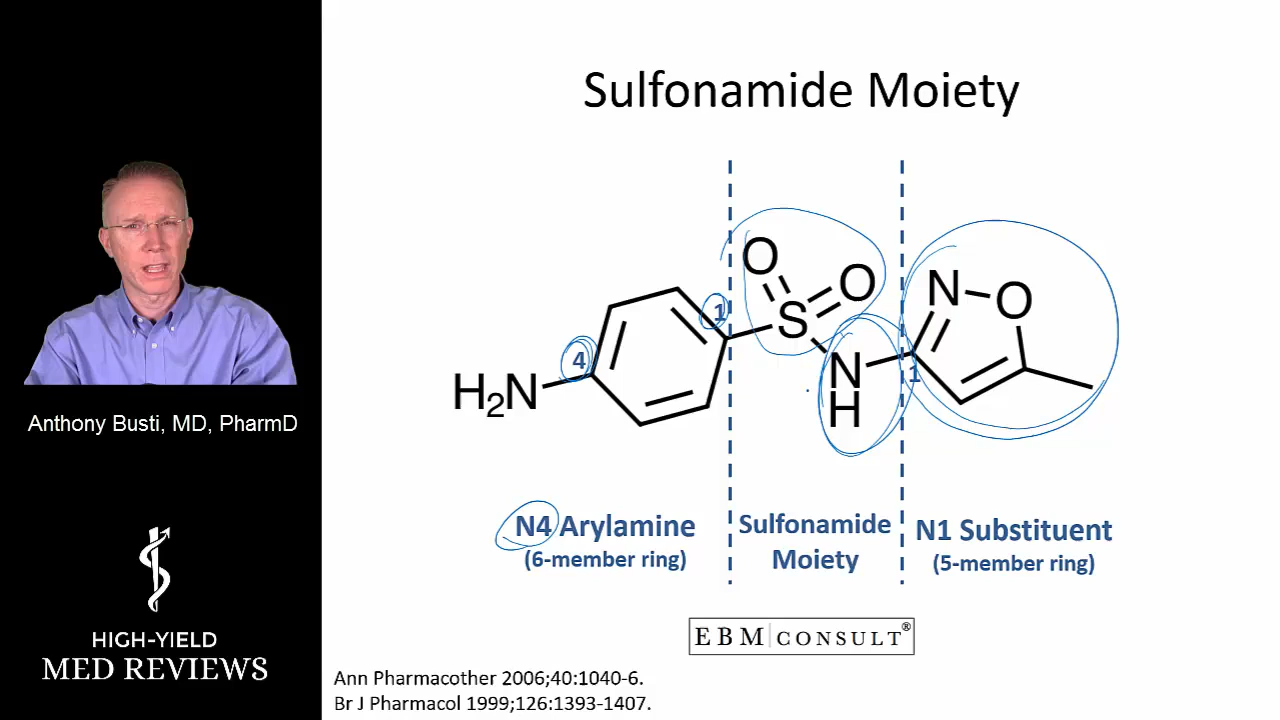 Sulfonamide Moiety
O
O
S
N
H
N
O
H2N
4
1
1
N4 Arylamine
(6-member ring)
Sulfonamide
Moiety
N1 Substituent
(5-member ring)
EBM CONSULT®
Ann Pharmacother 2006;40:1040-6.
Br J Pharmacol 1999;126:1393-1407.
Anthony Busti, MD, PharmD
HIGH-YIELD
MED REVIEWS